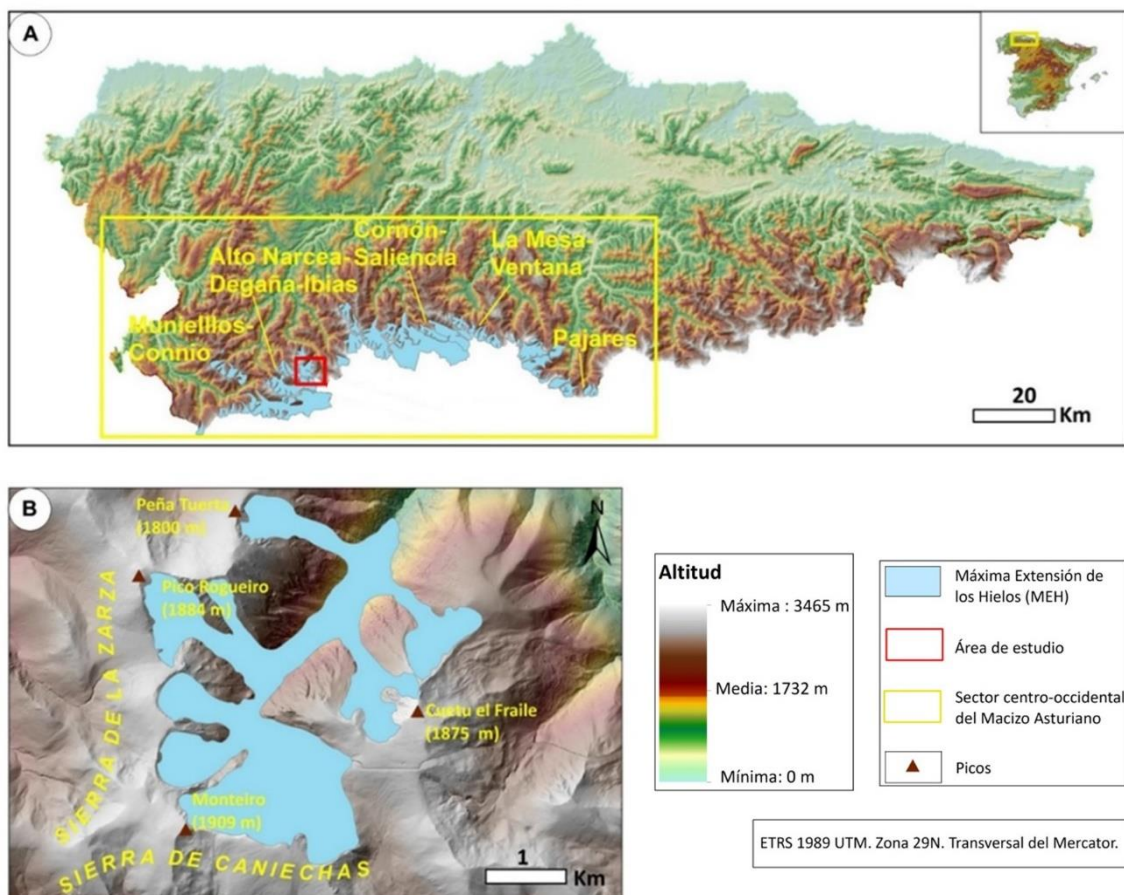 A
Cornón-
Saliencia
La Mesa-
Ventana
Alto Narcea-
Degaña-Ibias
Munielllos-
Connio
Pajares
20
Km
B
N
Peña Tuerta
(1800 m)
Pico Rogueiro
(1884 m)
Cuetu el Fraile
(1875 m)
Monteiro
(1909 m)
SIERRA DE LA ZARZA
SIERRA DE CANIECHAS
1
Km
Altitud
Máxima : 3465 m
Media: 1732 m
Mínima: 0 m
Máxima Extensión de
los Hielos (MEH)
Área de estudio
Sector centro-occidental
del Macizo Asturiano
Picos
ETRS 1989 UTM. Zona 29N. Transversal del Mercator.